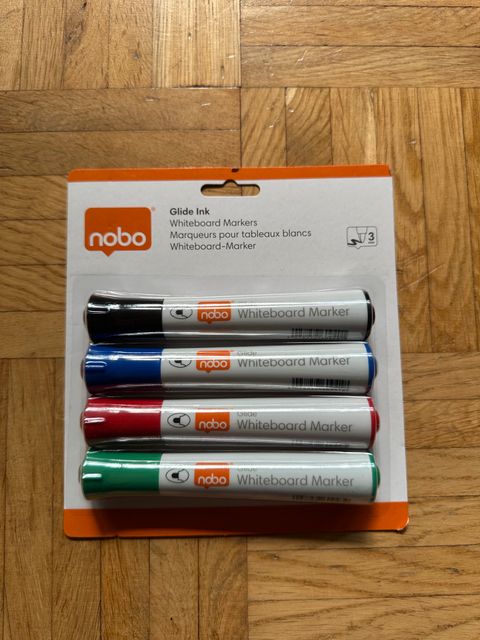 nobo
Glide Ink
Whiteboard Markers
Marqueurs pour tableaux blancs
Whiteboard-Marker
3
nobo
Glide
Whiteboard Marker
nobo
Glide
Whiteboard Marker
nobo
Glide
Whiteboard Marker
nobo
Glide
Whiteboard Marker